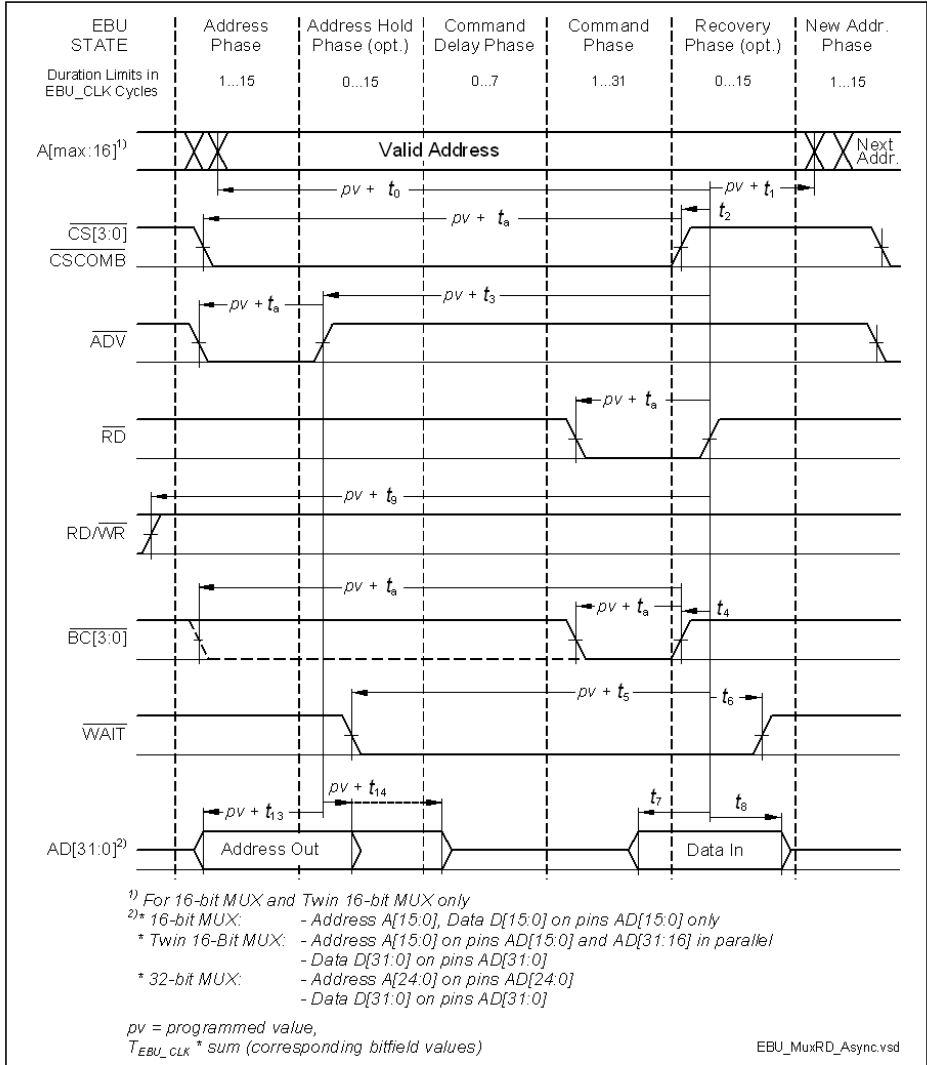 EBU STATE
Address Phase
Address Hold Phase (opt.)
Command Delay Phase
Command Phase
Recovery Phase (opt.)
New Addr. Phase
Duration Limits in EBU_CLK Cycles
1...15
0...15
0...7
1...31
0...15
1...15
A[max:16]1)
Valid Address
Next Addr.
pv + t0
pv + t1
pv + ta
t2
CS[3:0]
CSCOMB
pv + ta
pv + t3
ADV
pv + ta
RD
pv + t9
RD/WR
pv + ta
pv + ta
t4
BC[3:0]
pv + t5
t6
WAIT
pv + t14
pv + t13
t7
t8
AD[31:0]2)
Address Out
Data In
1) For 16-bit MUX and Twin 16-bit MUX only
2)* 16-bit MUX: - Address A[15:0], Data D[15:0] on pins AD[15:0] only
* Twin 16-Bit MUX: - Address A[15:0] on pins AD[15:0] and AD[31:16] in parallel
- Data D[31:0] on pins AD[31:0]
* 32-bit MUX: - Address A[24:0] on pins AD[24:0]
- Data D[31:0] on pins AD[31:0]
pv = programmed value,
TEBU_CLK * sum (corresponding bitfield values)
EBU_MuxRD_Async.vsd